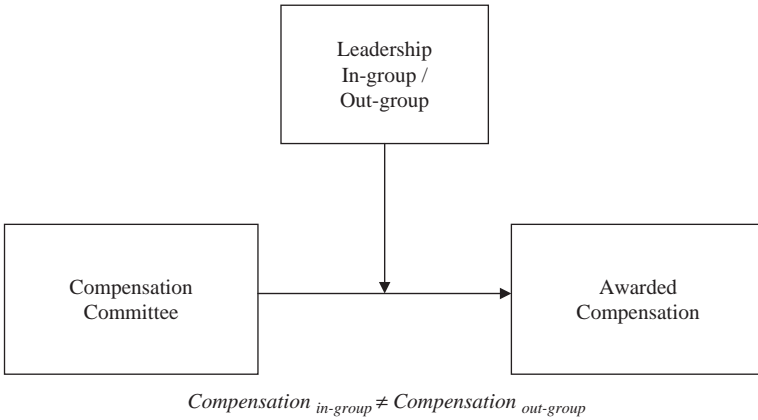 Leadership
In-group /
Out-group
Compensation
Committee
Awarded
Compensation
Compensation in-group ≠ Compensation out-group